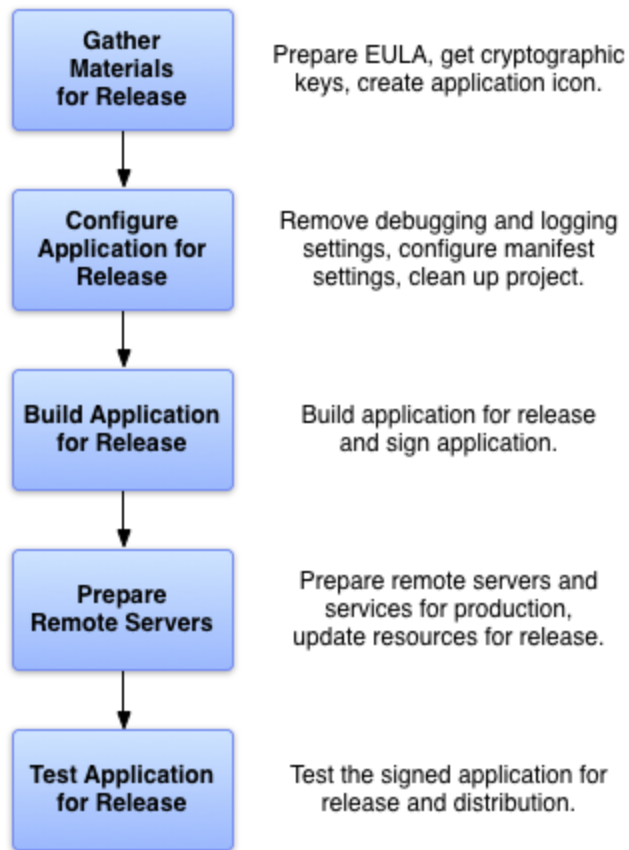 Gather
Materials
for Release
Prepare EULA, get cryptographic
keys, create application icon.
Configure
Application for
Release
Remove debugging and logging
settings, configure manifest
settings, clean up project.
Build Application
for Release
Build application for release
and sign application.
Prepare
Remote Servers
Prepare remote servers and
services for production,
update resources for release.
Test Application
for Release
Test the signed application for
release and distribution.